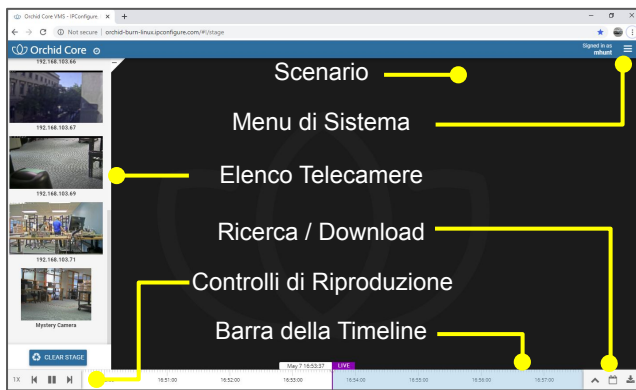 Orchid Core VMS - IPConfigure
Not secure | orchid-burn-linux.ipconfigure.com/#!/stage
Orchid Core
Signed in as
mhunt
192.168.103.66
192.168.103.67
192.168.103.69
192.168.103.71
Mystery Camera
Scenario
Menu di Sistema
Elenco Telecamere
Ricerca / Download
Controlli di Riproduzione
Barra della Timeline
CLEAR STAGE
May 7 16:53:37 LIVE
1X 16:51:00 16:52:00 16:53:00 16:54:00 16:55:00 16:56:00 16:57:00